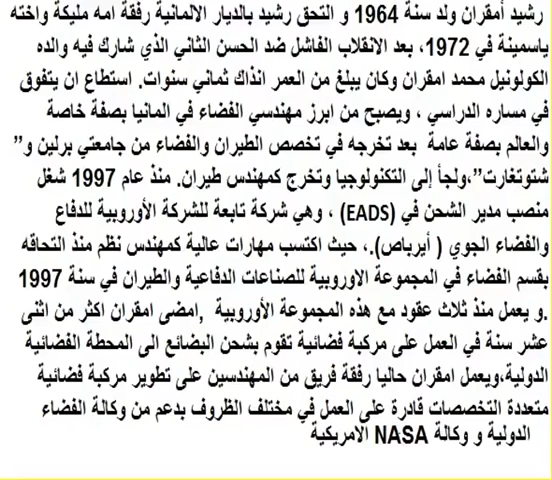 رشيد أمقران ولد سنة 1964 و التحق رشيد بالديار الالمانية رفقة امه مليكة واخته
ياسمينة في 1972، بعد الانقلاب الفاشل ضد الحسن الثاني الذي شارك فيه والده
الكولونيل محمد امقران وكان يبلغ من العمر انذاك ثماني سنوات. استطاع ان يتفوق
في مساره الدراسي ، ويصبح من ابرز مهندسي الفضاء في المانيا بصفة خاصة
والعالم بصفة عامة بعد تخرجه في تخصص الطيران والفضاء من جامعتي برلين و”
شتوتغارت”،ولجأ إلى التكنولوجيا وتخرج كمهندس طيران. منذ عام 1997 شغل
منصب مدير الشحن في (EADS) ، وهي شركة تابعة للشركة الأوروبية للدفاع
والفضاء الجوي ( أيرباص).، حيث اكتسب مهارات عالية كمهندس نظم منذ التحاقه
بقسم الفضاء في المجموعة الاوروبية للصناعات الدفاعية والطيران في سنة 1997
.و يعمل منذ ثلاث عقود مع هذه المجموعة الأوروبية ,امضى امقران اكثر من اثنى
عشر سنة في العمل على مركبة فضائية تقوم بشحن البضائع الى المحطة الفضائية
الدولية،ويعمل امقران حاليا رفقة فريق من المهندسين على تطوير مركبة فضائية
متعددة التخصصات قادرة على العمل في مختلف الظروف بدعم من وكالة الفضاء
الدولية و وكالة NASA الامريكية